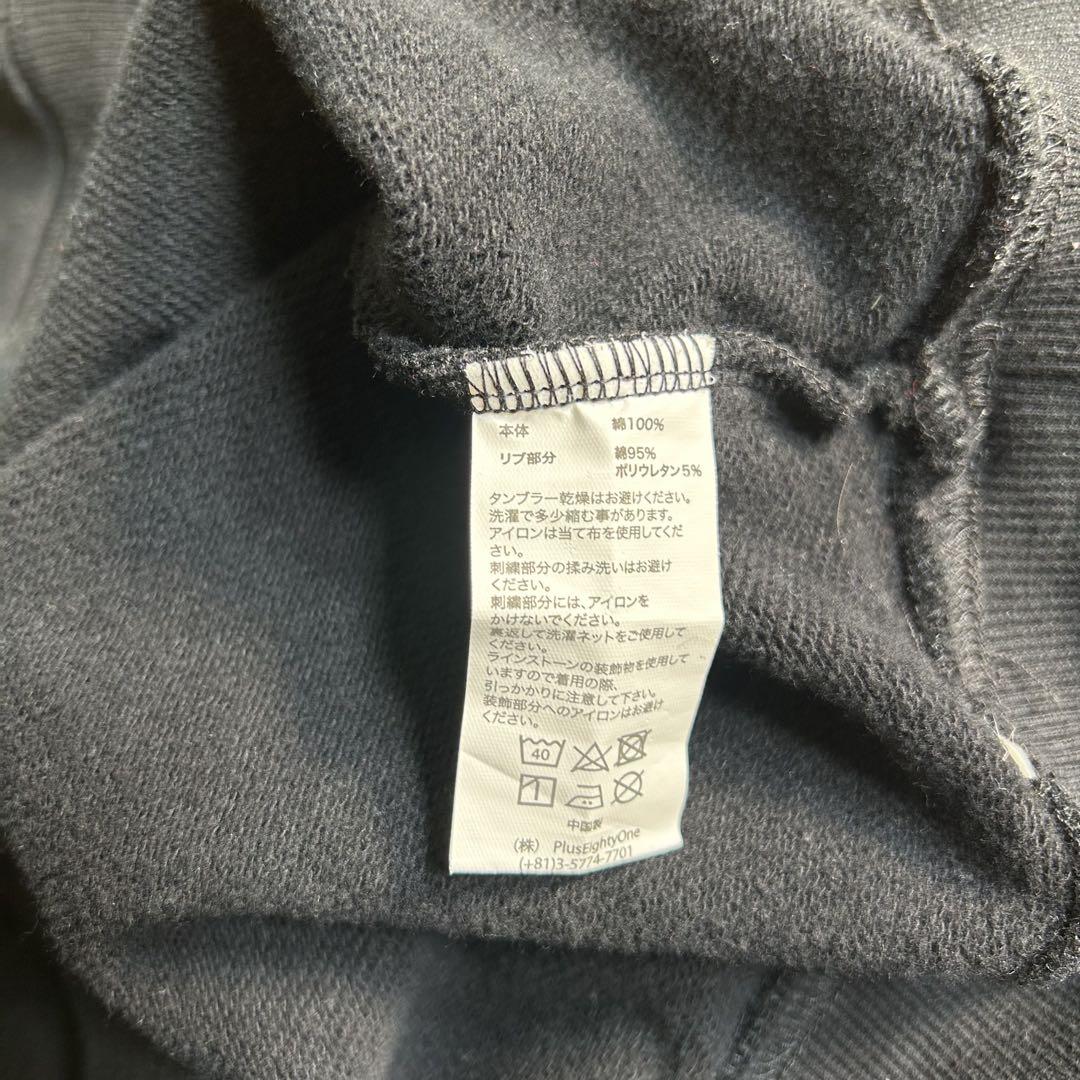 本体 綿100%
リブ部分 綿95%
ポリウレタン5%
タンブラー乾燥はお避けください。
洗濯で多少縮む事があります。
アイロンは当て布を使用してくだ
さい。
刺繍部分の揉み洗いはお避け
ください。
刺繍部分には、アイロンを
かけないでください。
裏返して洗濯ネットをご使用して
ください。
ラインストーンの装飾物を使用して
いますので着用の際、
引っかかりに注意して下さい。
装飾部分へのアイロンはお避け
ください。
40
1
中国製
(株) PlusEightyOne
(+81)3-5774-7701